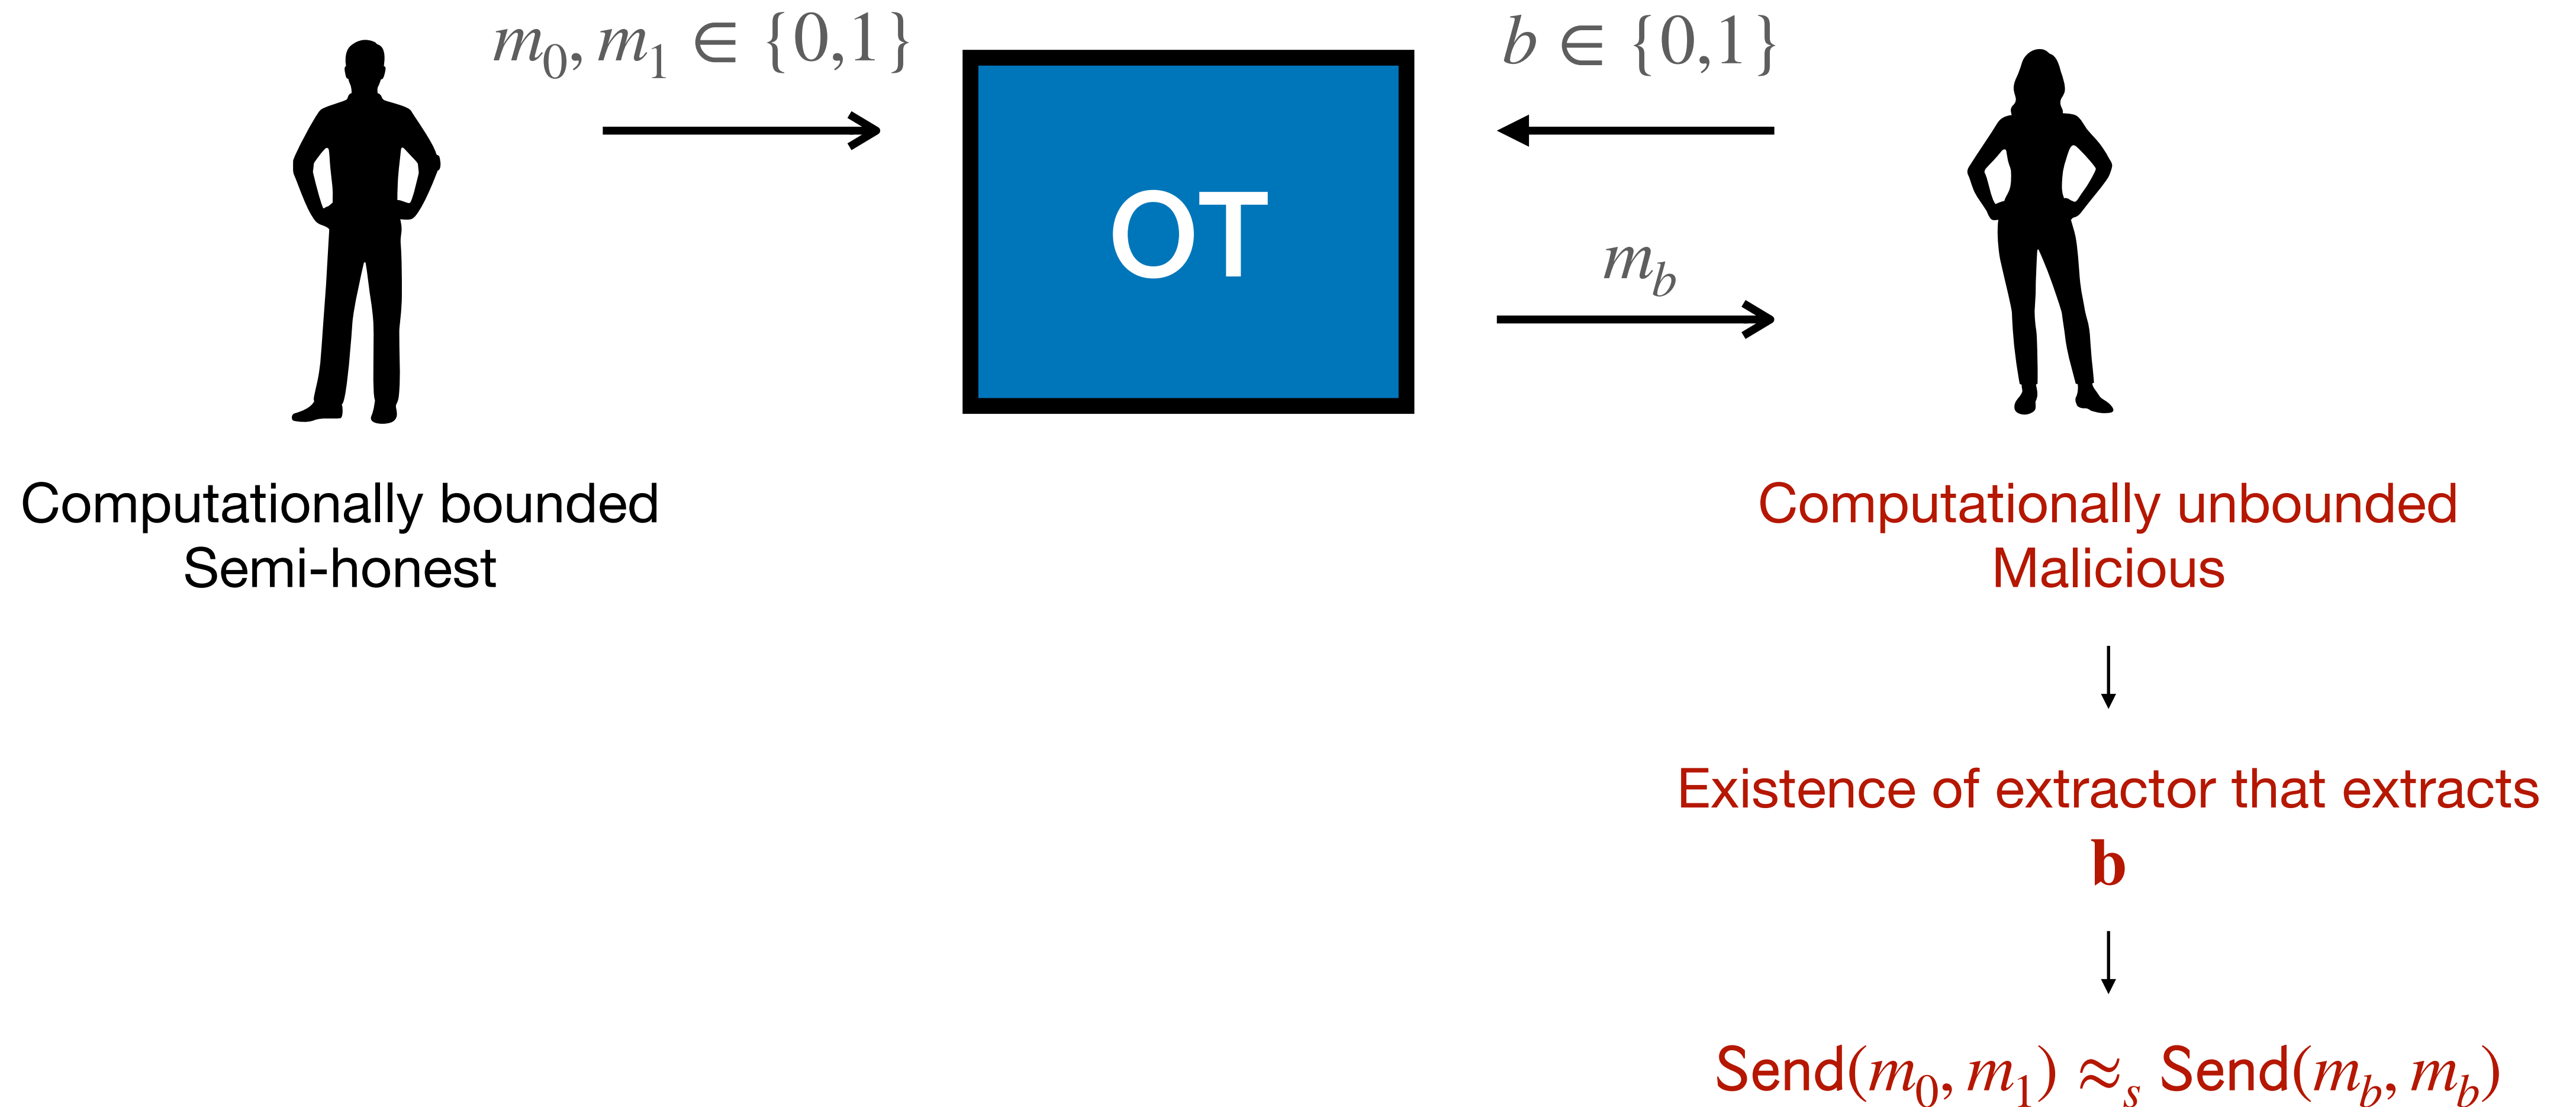 m₀, m₁ ∈ {0,1}
b ∈ {0,1}
OT
m_b
Computationally bounded
Semi-honest
Computationally unbounded
Malicious
Existence of extractor that extracts
b
Send(m₀, m₁) ≈ₛ Send(m_b, m_b)